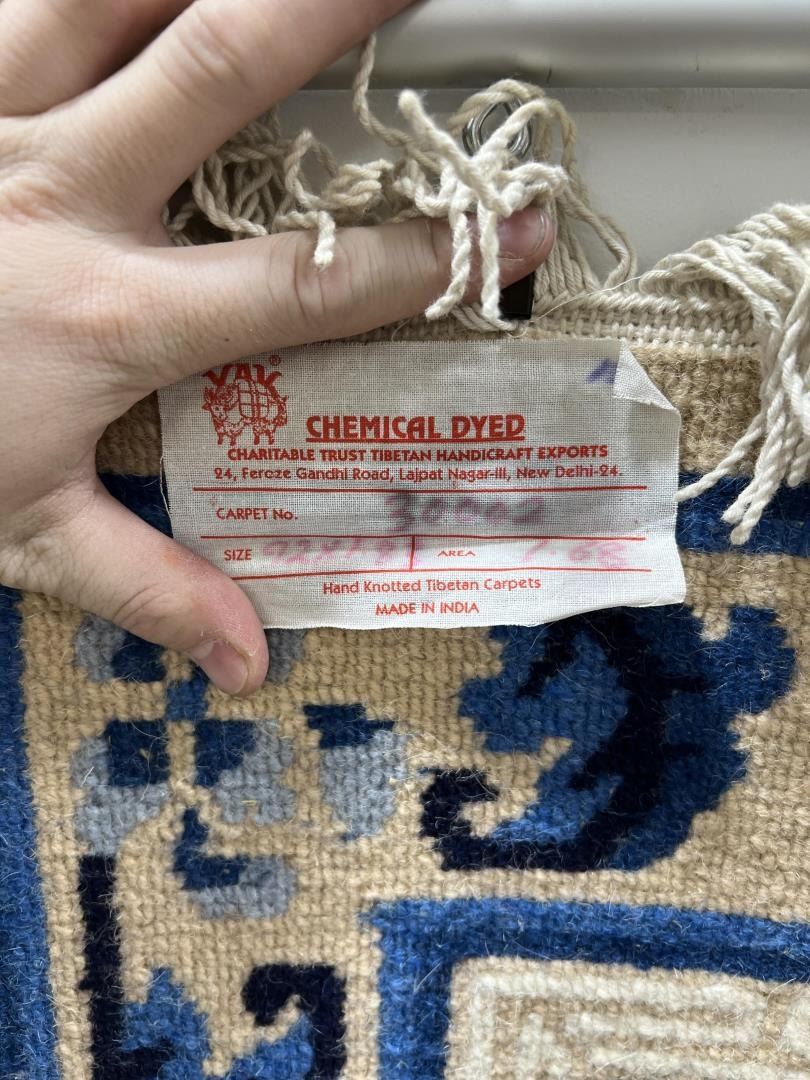 YAK ®
CHEMICAL DYED
CHARITABLE TRUST TIBETAN HANDICRAFT EXPORTS
24, Feroze Gandhi Road, Lajpat Nagar-III, New Delhi-24.
CARPET No.
SIZE AREA
Hand Knotted Tibetan Carpets
MADE IN INDIA